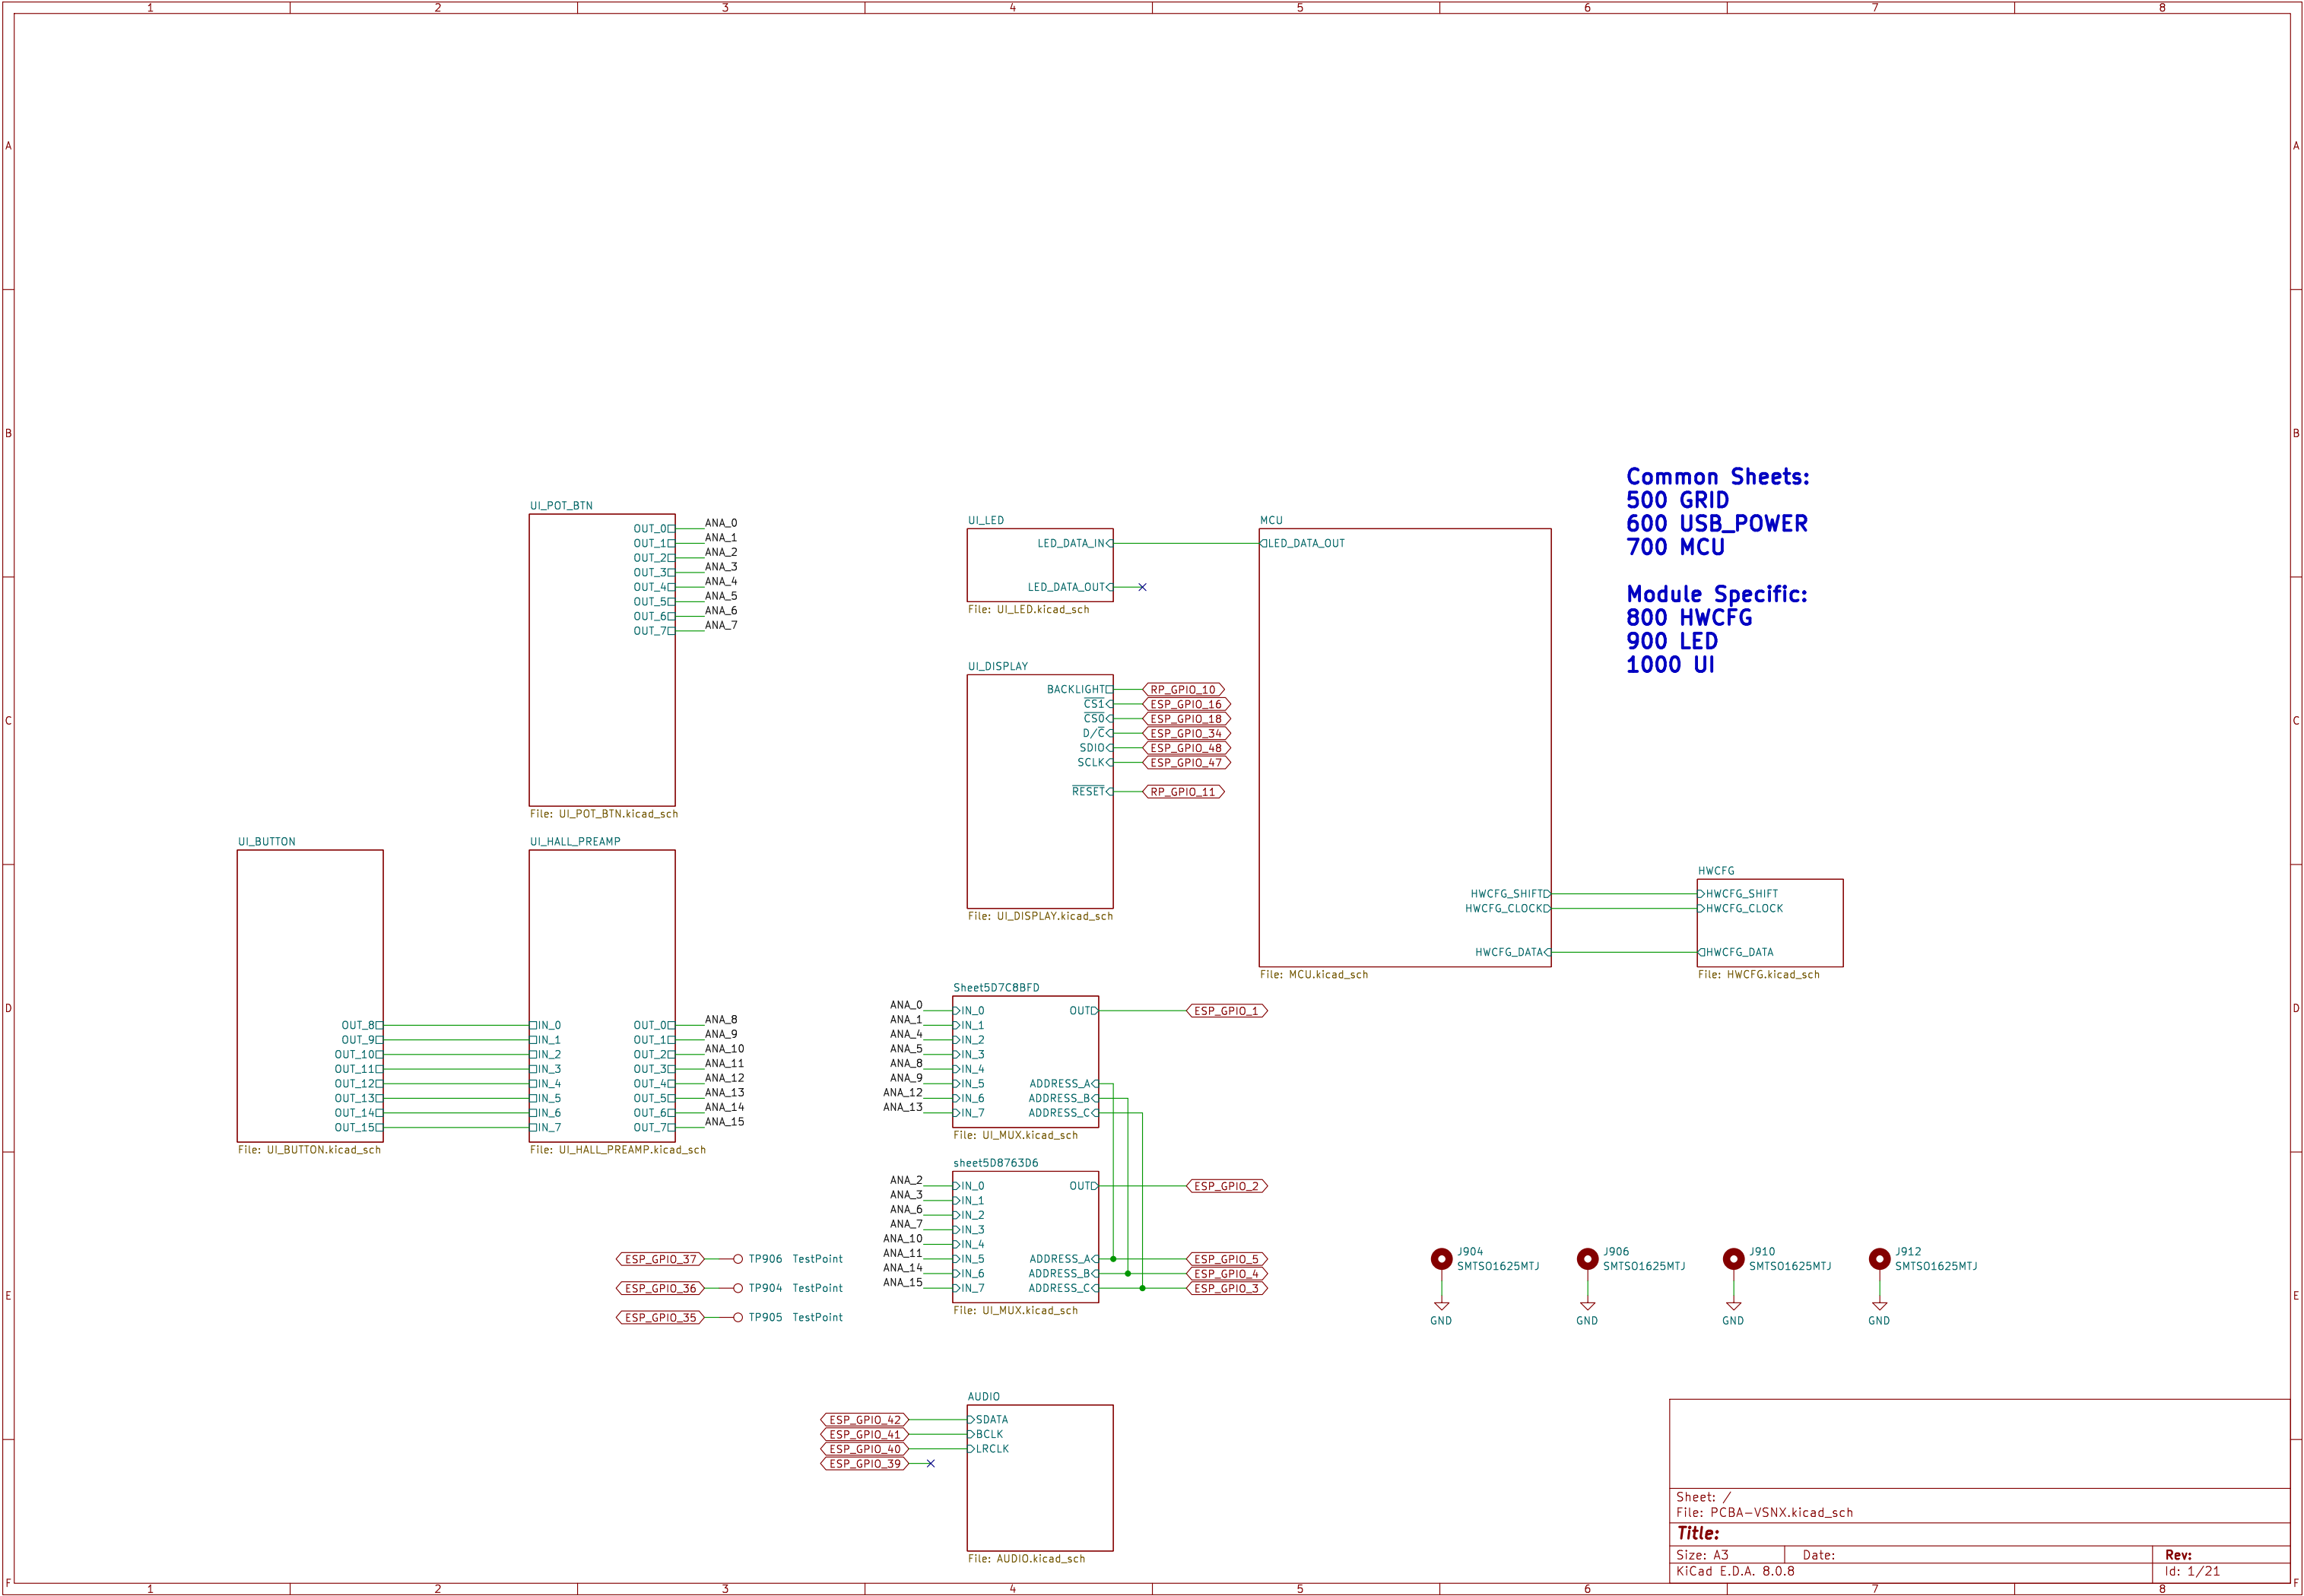 1 2 3 4 5 6 7 8
A A
B B
C C
D D
E E
F F
Common Sheets:
500 GRID
600 USB_POWER
700 MCU
Module Specific:
800 HWCFG
900 LED
1000 UI
UI_POT_BTN
OUT_0 ANA_0
OUT_1 ANA_1
OUT_2 ANA_2
OUT_3 ANA_3
OUT_4 ANA_4
OUT_5 ANA_5
OUT_6 ANA_6
OUT_7 ANA_7
File: UI_POT_BTN.kicad_sch
UI_LED
LED_DATA_IN
LED_DATA_OUT
File: UI_LED.kicad_sch
MCU
LED_DATA_OUT
HWCFG_SHIFT
HWCFG_CLOCK
HWCFG_DATA
File: MCU.kicad_sch
UI_DISPLAY
BACKLIGHT RP_GPIO_10
CS1 ESP_GPIO_16
CS0 ESP_GPIO_18
D/C ESP_GPIO_34
SDIO ESP_GPIO_48
SCLK ESP_GPIO_47
RESET RP_GPIO_11
File: UI_DISPLAY.kicad_sch
HWCFG
HWCFG_SHIFT
HWCFG_CLOCK
HWCFG_DATA
File: HWCFG.kicad_sch
UI_BUTTON
OUT_8
OUT_9
OUT_10
OUT_11
OUT_12
OUT_13
OUT_14
OUT_15
File: UI_BUTTON.kicad_sch
UI_HALL_PREAMP
IN_0 OUT_0 ANA_8
IN_1 OUT_1 ANA_9
IN_2 OUT_2 ANA_10
IN_3 OUT_3 ANA_11
IN_4 OUT_4 ANA_12
IN_5 OUT_5 ANA_13
IN_6 OUT_6 ANA_14
IN_7 OUT_7 ANA_15
File: UI_HALL_PREAMP.kicad_sch
Sheet5D7C8BFD
ANA_0 IN_0 OUT ESP_GPIO_1
ANA_1 IN_1
ANA_4 IN_2
ANA_5 IN_3
ANA_8 IN_4
ANA_9 IN_5 ADDRESS_A
ANA_12 IN_6 ADDRESS_B
ANA_13 IN_7 ADDRESS_C
File: UI_MUX.kicad_sch
sheet5D8763D6
ANA_2 IN_0 OUT ESP_GPIO_2
ANA_3 IN_1
ANA_6 IN_2
ANA_7 IN_3
ANA_10 IN_4
ANA_11 IN_5 ADDRESS_A ESP_GPIO_5
ANA_14 IN_6 ADDRESS_B ESP_GPIO_4
ANA_15 IN_7 ADDRESS_C ESP_GPIO_3
File: UI_MUX.kicad_sch
ESP_GPIO_37 TP906 TestPoint
ESP_GPIO_36 TP904 TestPoint
ESP_GPIO_35 TP905 TestPoint
J904
SMTSO1625MTJ
GND
J906
SMTSO1625MTJ
GND
J910
SMTSO1625MTJ
GND
J912
SMTSO1625MTJ
GND
AUDIO
ESP_GPIO_42 SDATA
ESP_GPIO_41 BCLK
ESP_GPIO_40 LRCLK
ESP_GPIO_39
File: AUDIO.kicad_sch
Sheet: /
File: PCBA-VSNX.kicad_sch
Title:
Size: A3 Date: Rev:
KiCad E.D.A. 8.0.8 Id: 1/21
1 2 3 4 5 6 7 8